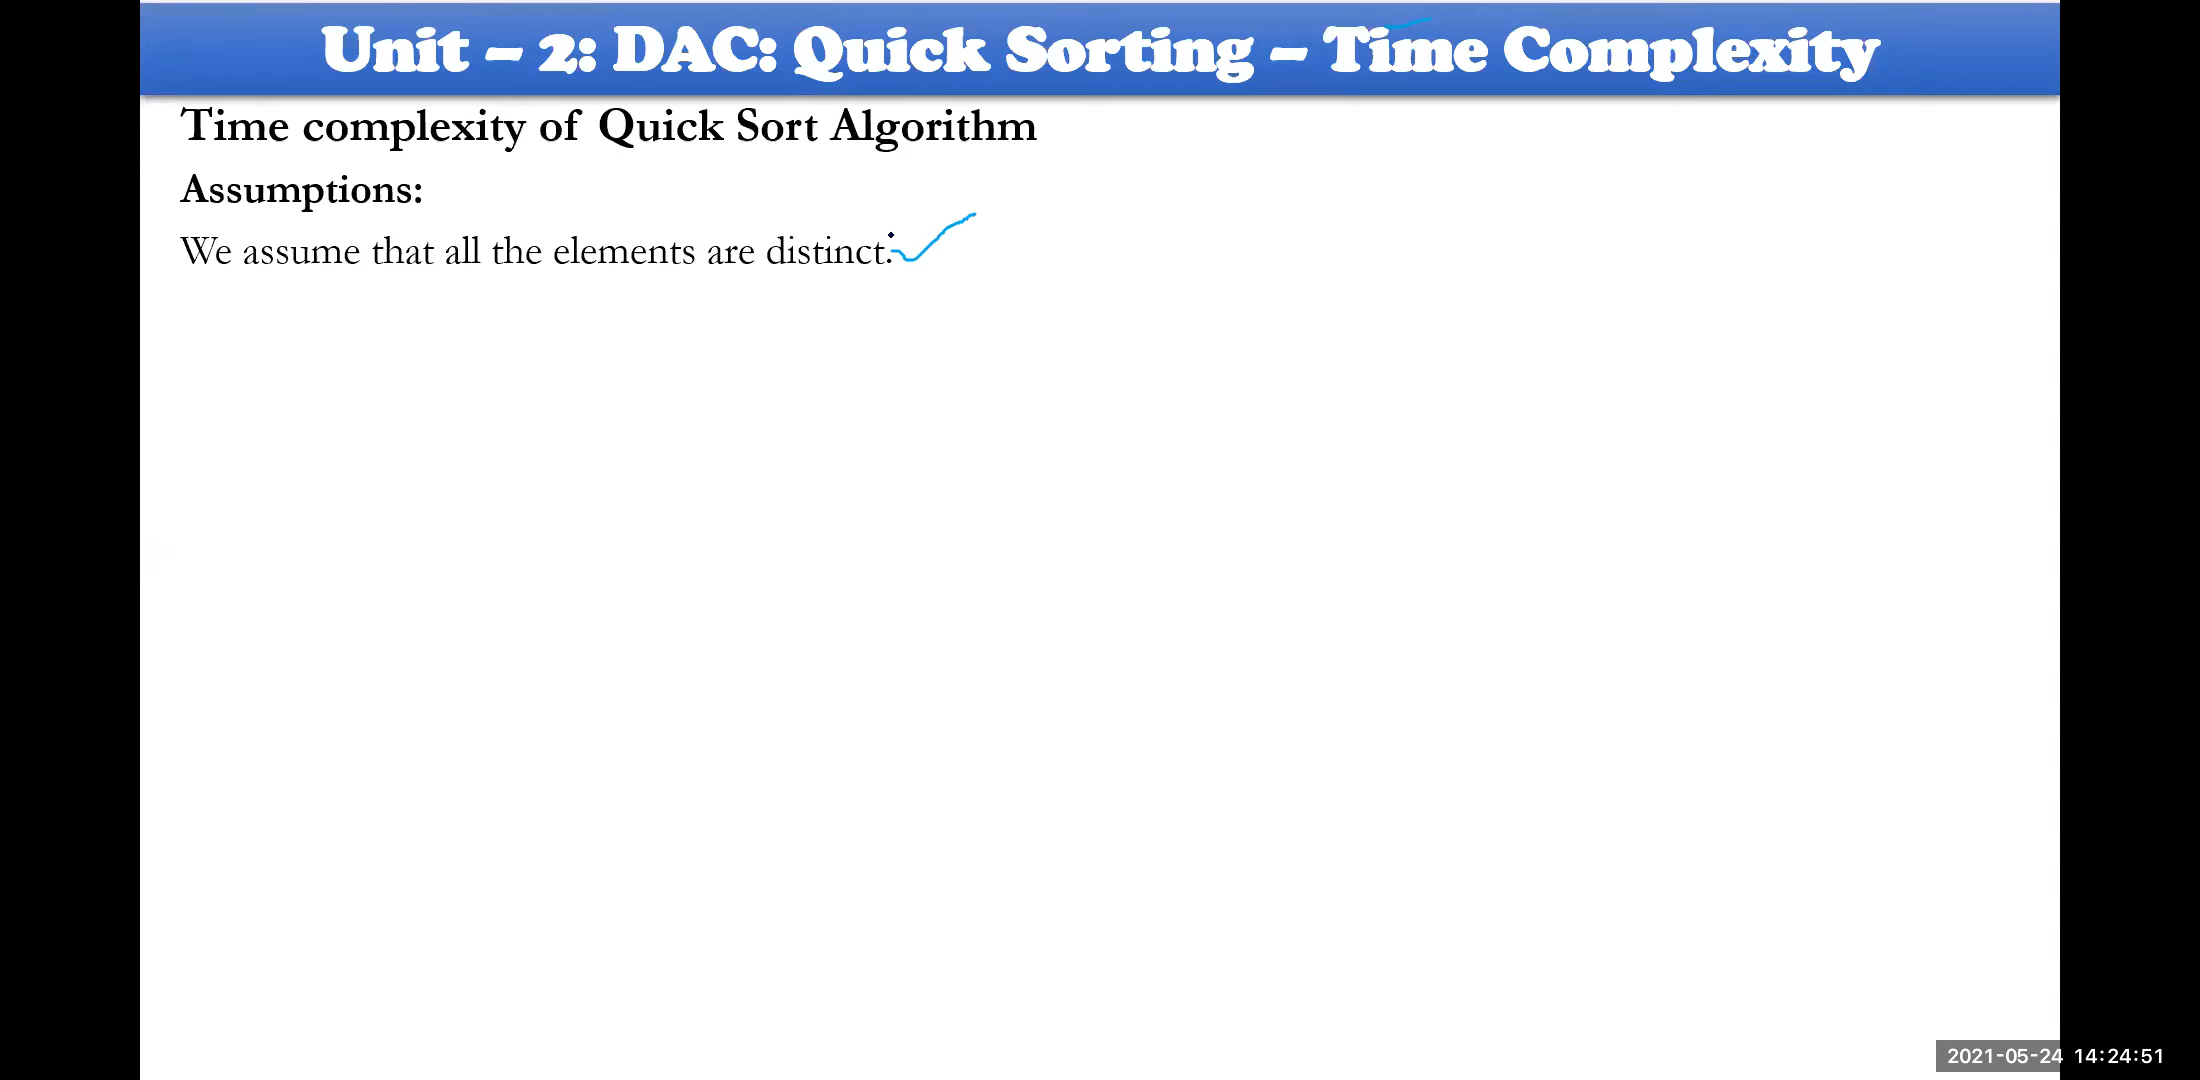 Unit – 2: DAC: Quick Sorting – Time Complexity
Time complexity of Quick Sort Algorithm
Assumptions:
We assume that all the elements are distinct.
2021-05-24 14:24:51